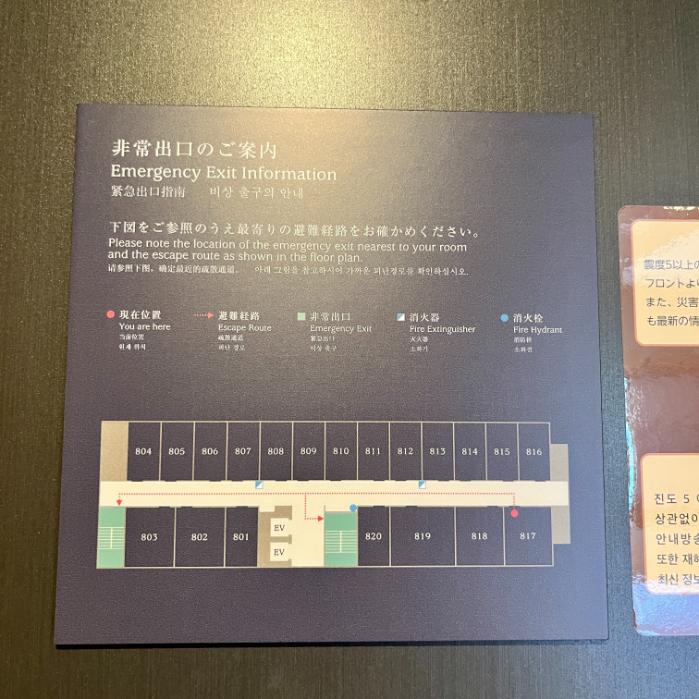 非常出口のご案内
Emergency Exit Information
緊急出口指南 비상 출구의 안내
下図をご参照のうえ最寄りの避難経路をお確かめください。
Please note the location of the emergency exit nearest to your room
and the escape route as shown in the floor plan.
请参照下图，确定最近的疏散通道。 아래 그림을 참고하시어 가까운 피난경로를 확인하십시오.
現在位置 避難経路 非常出口 消火器 消火栓
You are here Escape Route Emergency Exit Fire Extinguisher Fire Hydrant
当前位置 疏散通道 緊急出口 灭火器 消防栓
현재 위치 피난 경로 비상 출구 소화기 소화전
804 805 806 807 808 809 810 811 812 813 814 815 816
803 802 801 EV 820 819 818 817
EV
震度5以上の
フロントよ
また、災害
も最新の情
진도 5
상관없이
안내방송
또한 재해
최신 정보